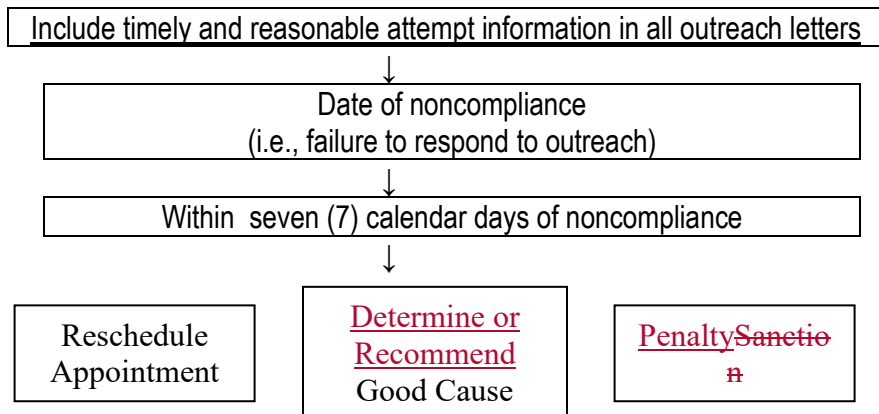 Include timely and reasonable attempt information in all outreach letters
↓
Date of noncompliance
(i.e., failure to respond to outreach)
↓
Within seven (7) calendar days of noncompliance
↓
Reschedule
Appointment
Determine or
Recommend
Good Cause
PenaltySanctio
n